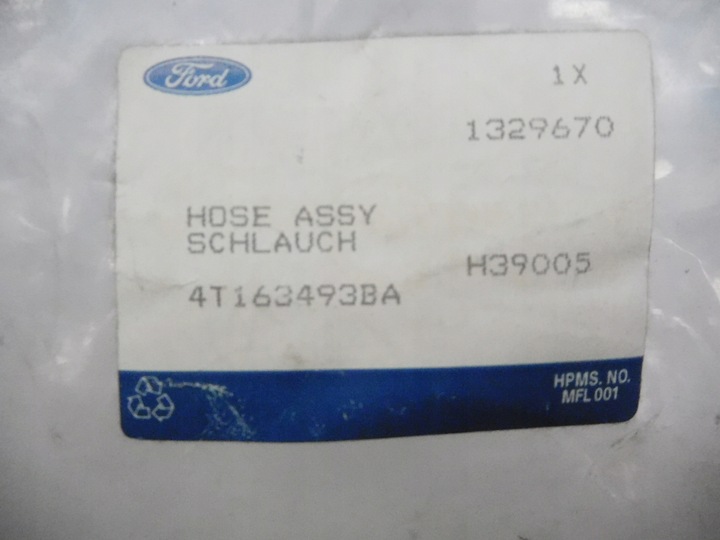 Ford
1X
1329670
HOSE ASSY
SCHLAUCH
H39005
4T163493BA
HPMS. NO.
MFL 001